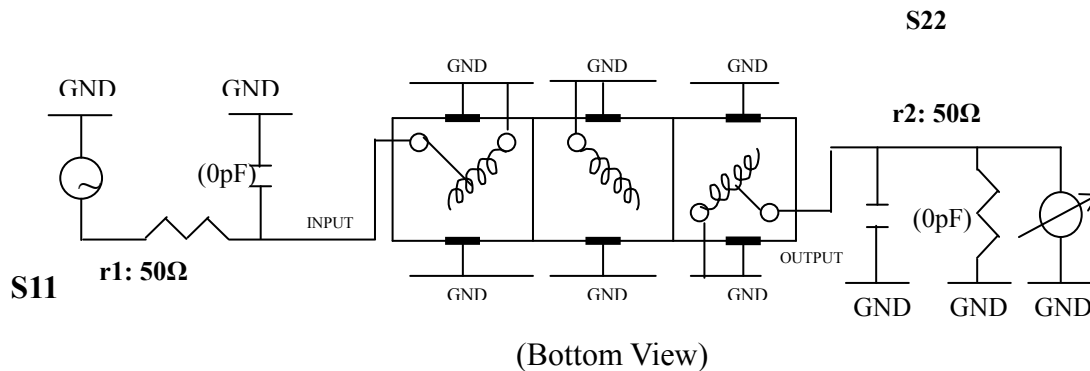 S22
GND
GND
GND
GND
GND
r2: 50Ω
(0pF)
(0pF)
INPUT
OUTPUT
r1: 50Ω
S11
GND
GND
GND
GND
GND
GND
(Bottom View)